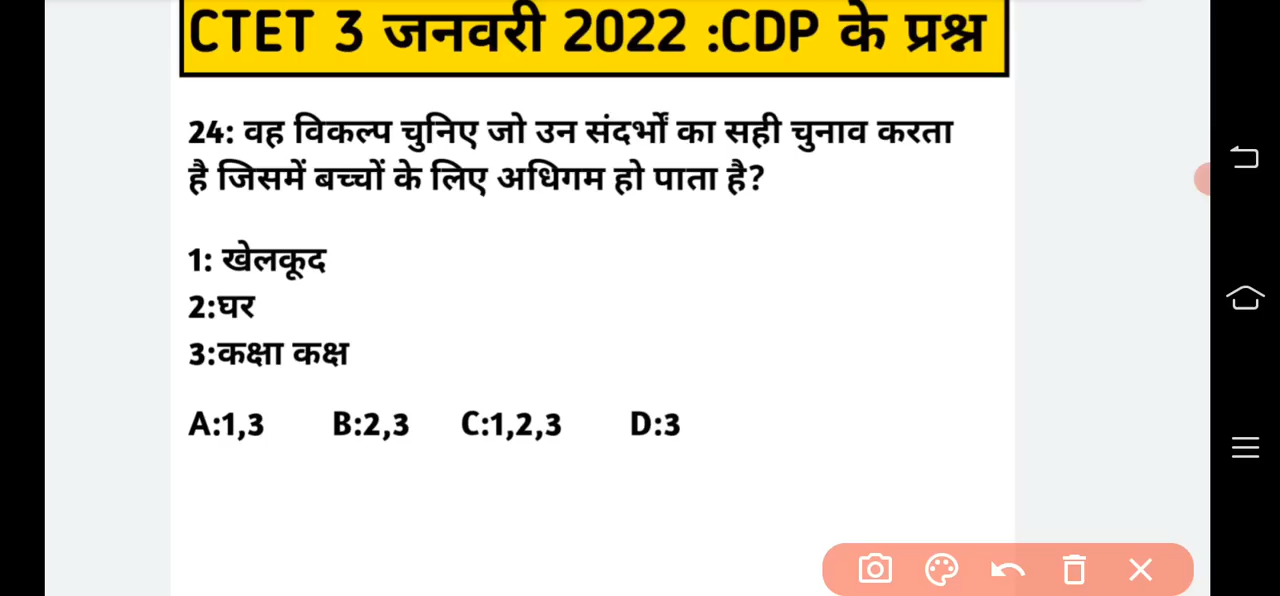 CTET 3 जनवरी 2022 :CDP के प्रश्न
24: वह विकल्प चुनिए जो उन संदर्भों का सही चुनाव करता
है जिसमें बच्चों के लिए अधिगम हो पाता है?
1: खेलकूद
2:घर
3:कक्षा कक्ष
A:1,3 B:2,3 C:1,2,3 D:3